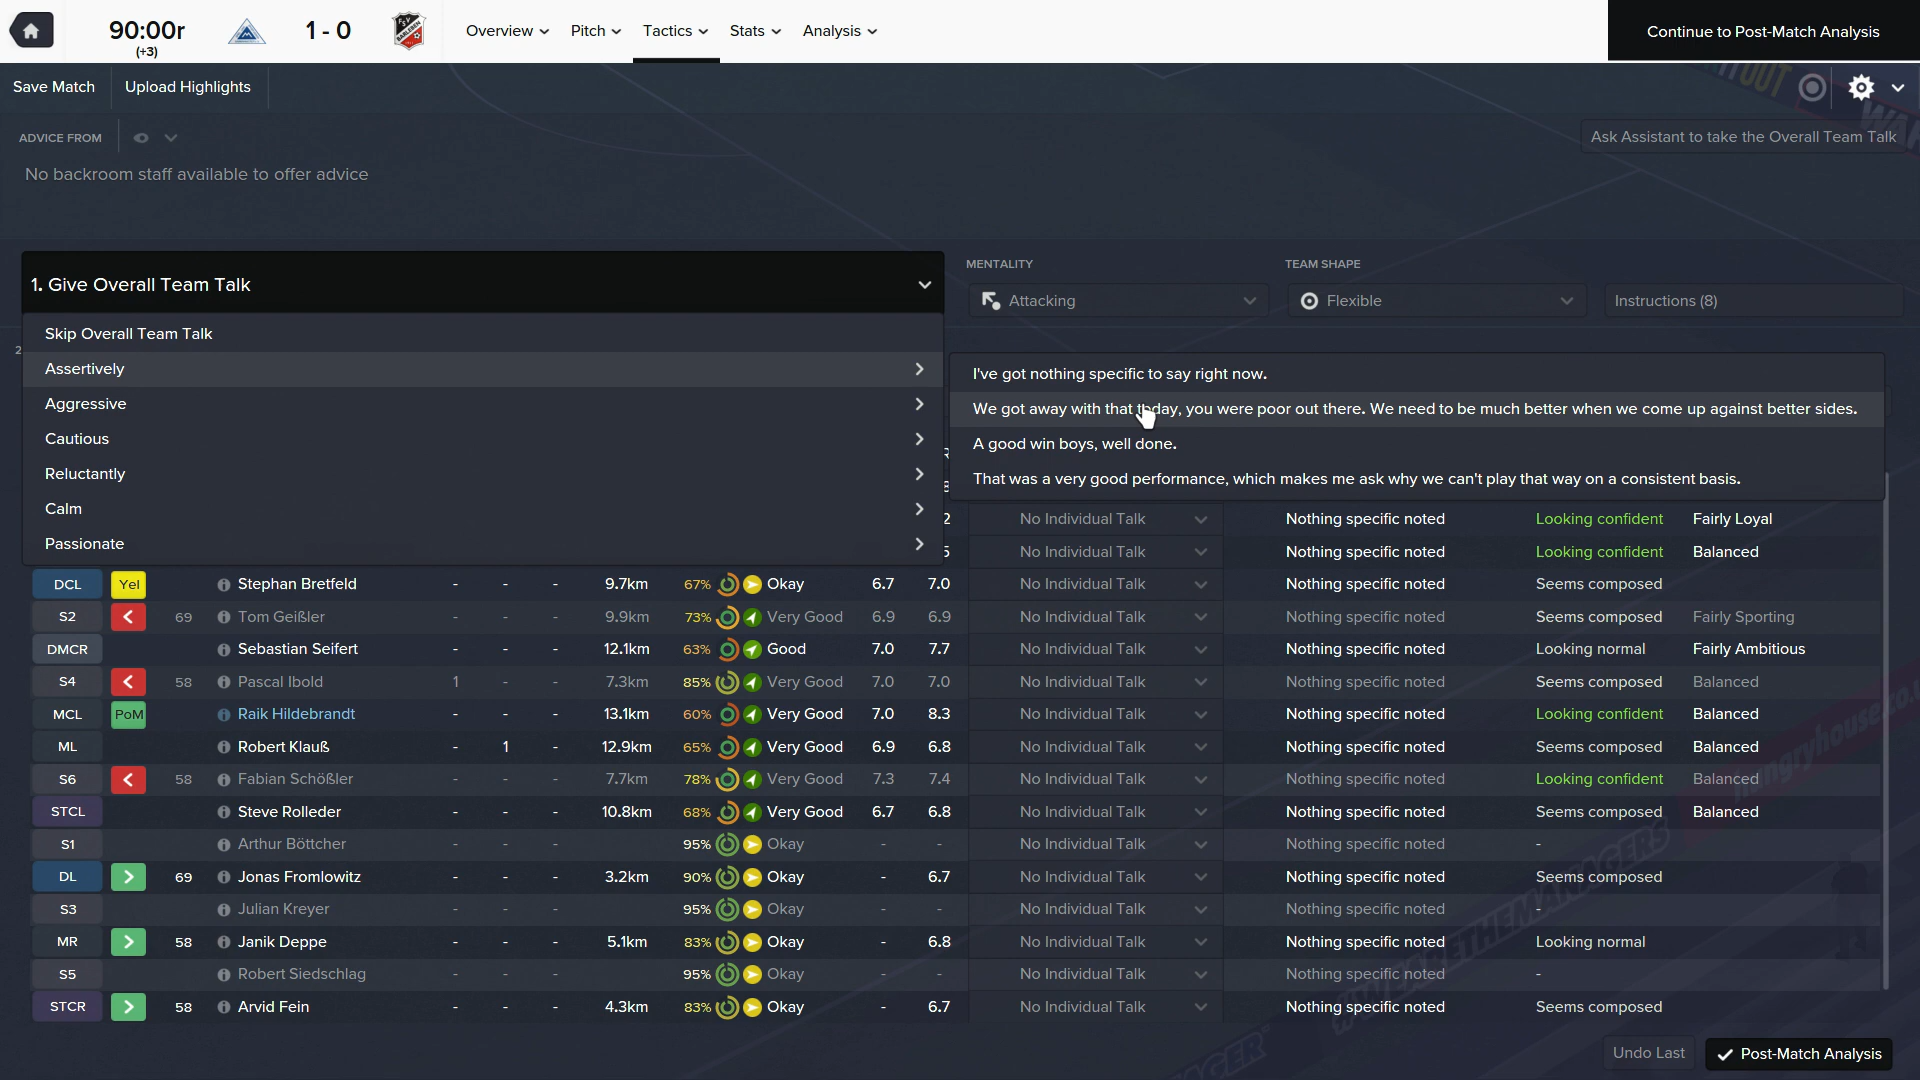 90:00r
(+3)
1 - 0
FSV
Overview
Pitch
Tactics
Stats
Analysis
Continue to Post-Match Analysis
Save Match
Upload Highlights
ADVICE FROM
Ask Assistant to take the Overall Team Talk
No backroom staff available to offer advice
1. Give Overall Team Talk
MENTALITY
Attacking
TEAM SHAPE
Flexible
Instructions (8)
Skip Overall Team Talk
2
Assertively
Aggressive
Cautious
Reluctantly
Calm
Passionate
I've got nothing specific to say right now.
We got away with that today, you were poor out there. We need to be much better when we come up against better sides.
A good win boys, well done.
That was a very good performance, which makes me ask why we can't play that way on a consistent basis.
2 No Individual Talk Nothing specific noted Looking confident Fairly Loyal
No Individual Talk Nothing specific noted Looking confident Balanced
DCL Yel Stephan Bretfeld - - - 9.7km 67% Okay 6.7 7.0 No Individual Talk Nothing specific noted Seems composed
S2 69 Tom Geißler - - - 9.9km 73% Very Good 6.9 6.9 No Individual Talk Nothing specific noted Seems composed Fairly Sporting
DMCR Sebastian Seifert - - - 12.1km 63% Good 7.0 7.7 No Individual Talk Nothing specific noted Looking normal Fairly Ambitious
S4 58 Pascal Ibold 1 - - 7.3km 85% Very Good 7.0 7.0 No Individual Talk Nothing specific noted Seems composed Balanced
MCL PoM Raik Hildebrandt - - - 13.1km 60% Very Good 7.0 8.3 No Individual Talk Nothing specific noted Looking confident Balanced
ML Robert Klauß - 1 - 12.9km 65% Very Good 6.9 6.8 No Individual Talk Nothing specific noted Seems composed Balanced
S6 58 Fabian Schößler - - - 7.7km 78% Very Good 7.3 7.4 No Individual Talk Nothing specific noted Looking confident Balanced
STCL Steve Rolleder - - - 10.8km 68% Very Good 6.7 6.8 No Individual Talk Nothing specific noted Seems composed Balanced
S1 Arthur Böttcher - - - 95% Okay - - No Individual Talk Nothing specific noted -
DL 69 Jonas Fromlowitz - - - 3.2km 90% Okay - 6.7 No Individual Talk Nothing specific noted Seems composed
S3 Julian Kreyer - - - 95% Okay - - No Individual Talk Nothing specific noted -
MR 58 Janik Deppe - - - 5.1km 83% Okay - 6.8 No Individual Talk Nothing specific noted Looking normal
S5 Robert Siedschlag - - - 95% Okay - - No Individual Talk Nothing specific noted -
STCR 58 Arvid Fein - - - 4.3km 83% Okay - 6.7 No Individual Talk Nothing specific noted Seems composed
hungryhouse.co.u
WWW.WEARETHEMANAGERS
Undo Last
Post-Match Analysis